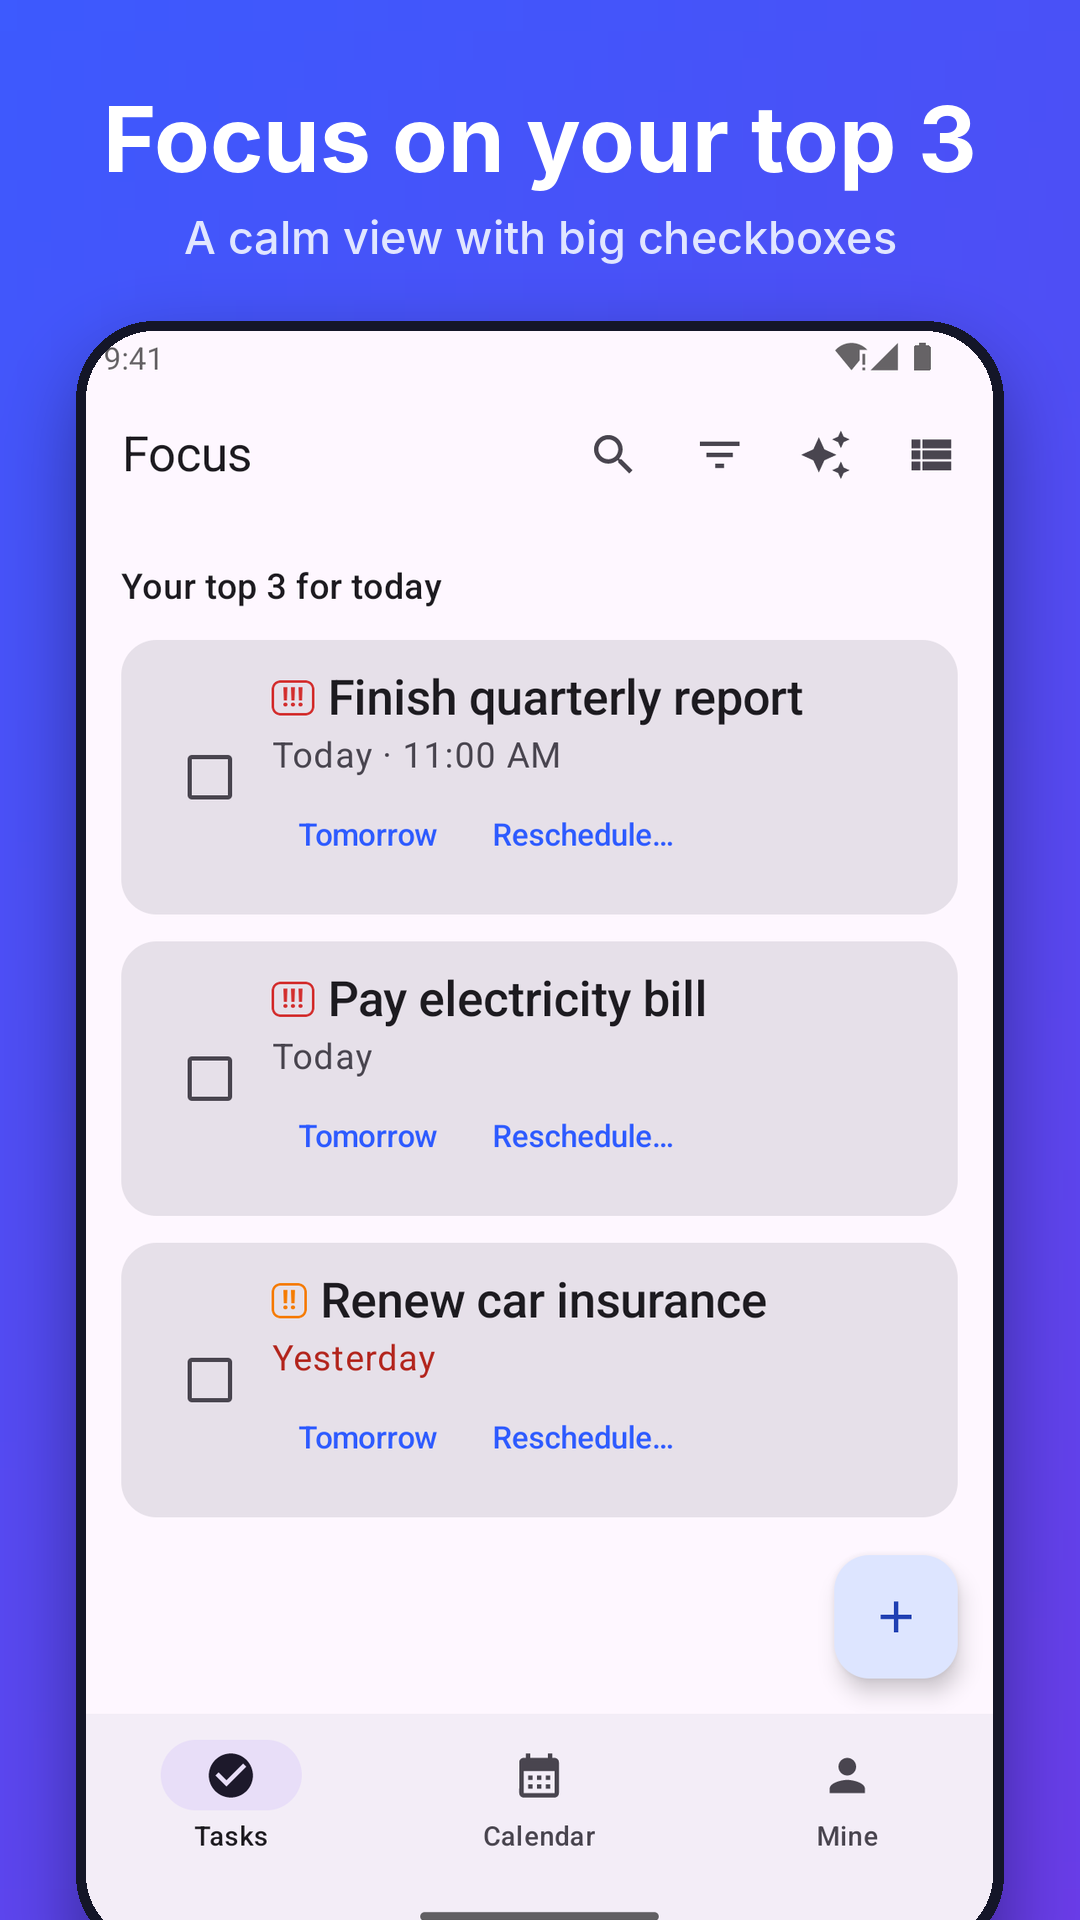 Focus on your top 3
A calm view with big checkboxes
9:41
Focus
Your top 3 for today
!!! Finish quarterly report
Today · 11:00 AM
Tomorrow Reschedule...
!!! Pay electricity bill
Today
Tomorrow Reschedule...
!! Renew car insurance
Yesterday
Tomorrow Reschedule...
+
Tasks Calendar Mine